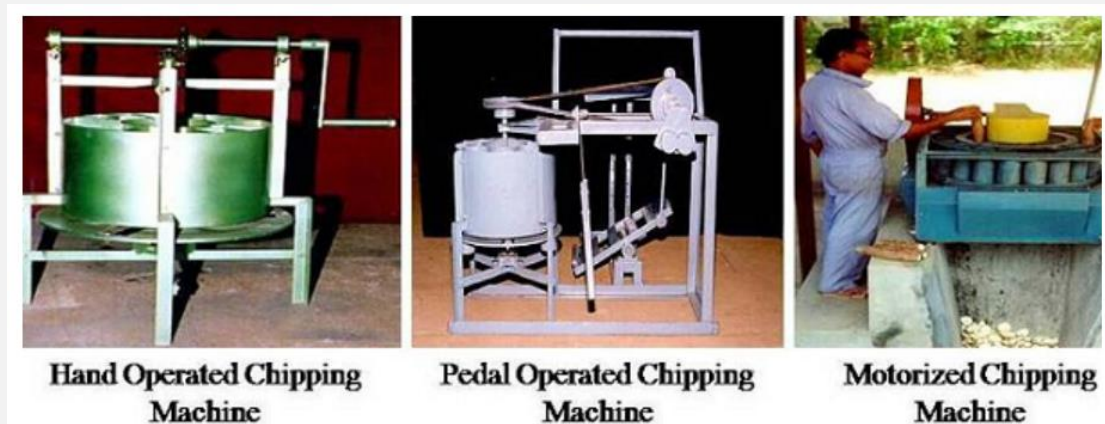 Hand Operated Chipping
Machine
Pedal Operated Chipping
Machine
Motorized Chipping
Machine